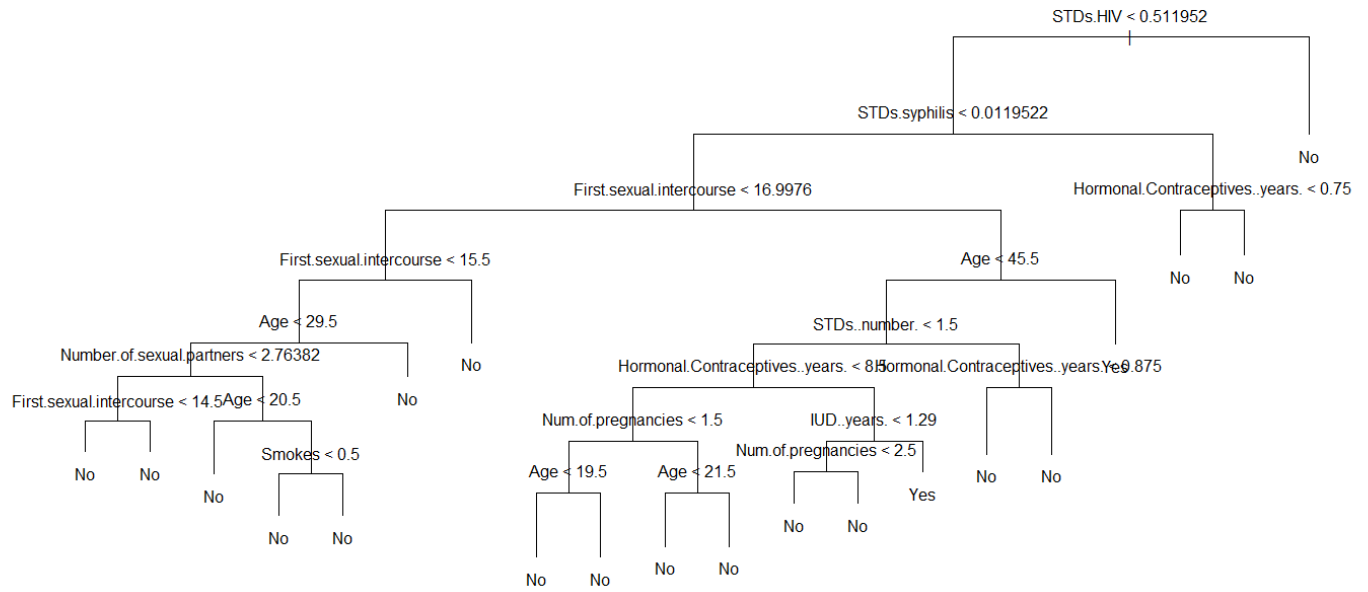 STDs.HIV < 0.511952
STDs.syphilis < 0.0119522
No
First.sexual.intercourse < 16.9976
Hormonal.Contraceptives..years. < 0.75
First.sexual.intercourse < 15.5
Age < 45.5
No
No
Age < 29.5
STDs..number. < 1.5
Number.of.sexual.partners < 2.76382
No
Hormonal.Contraceptives..years. < 8.5
Hormonal.Contraceptives..years. < 0.875
Yes
First.sexual.intercourse < 14.5
Age < 20.5
No
Num.of.pregnancies < 1.5
IUD..years. < 1.29
Smokes < 0.5
Num.of.pregnancies < 2.5
No
No
No
Age < 19.5
Age < 21.5
Yes
No
No
No
No
No
No
No
No
No
No
No